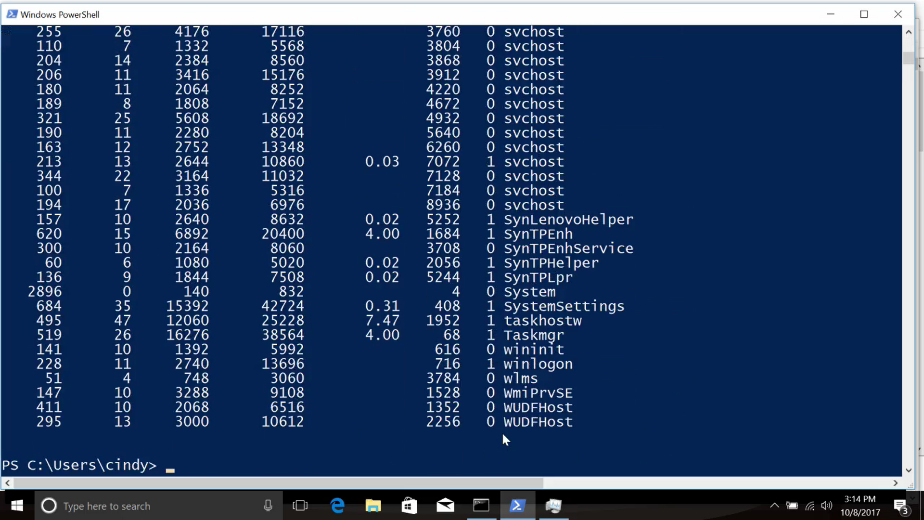 Windows PowerShell
255 26 4176 17116 3760 0 svchost
110 7 1332 5568 3804 0 svchost
204 14 2384 8560 3868 0 svchost
206 11 3416 15176 3912 0 svchost
180 11 2064 8252 4220 0 svchost
189 8 1808 7152 4672 0 svchost
321 25 5608 18692 4932 0 svchost
190 11 2280 8204 5640 0 svchost
163 12 2752 13348 6260 0 svchost
213 13 2644 10860 0.03 7072 1 svchost
344 22 3164 11032 7128 0 svchost
100 7 1336 5316 7184 0 svchost
194 17 2036 6976 8936 0 svchost
157 10 2640 8632 0.02 5252 1 SynLenovoHelper
620 15 6892 20400 4.00 1684 1 SynTPEnh
300 10 2164 8060 3708 0 SynTPEnhService
60 6 1080 5020 0.02 2056 1 SynTPHelper
136 9 1844 7508 0.02 5244 1 SynTPLpr
2896 0 140 832 4 0 System
684 35 15392 42724 0.31 408 1 SystemSettings
495 47 12060 25228 7.47 1952 1 taskhostw
519 26 16276 38564 4.00 68 1 Taskmgr
141 10 1392 5992 616 0 wininit
228 11 2740 13696 716 1 winlogon
51 4 748 3060 3784 0 wlms
147 10 3288 9108 1528 0 WmiPrvSE
411 10 2068 6516 1352 0 WUDFHost
295 13 3000 10612 2256 0 WUDFHost
PS C:\Users\cindy> _
Type here to search
3:14 PM
10/8/2017
3